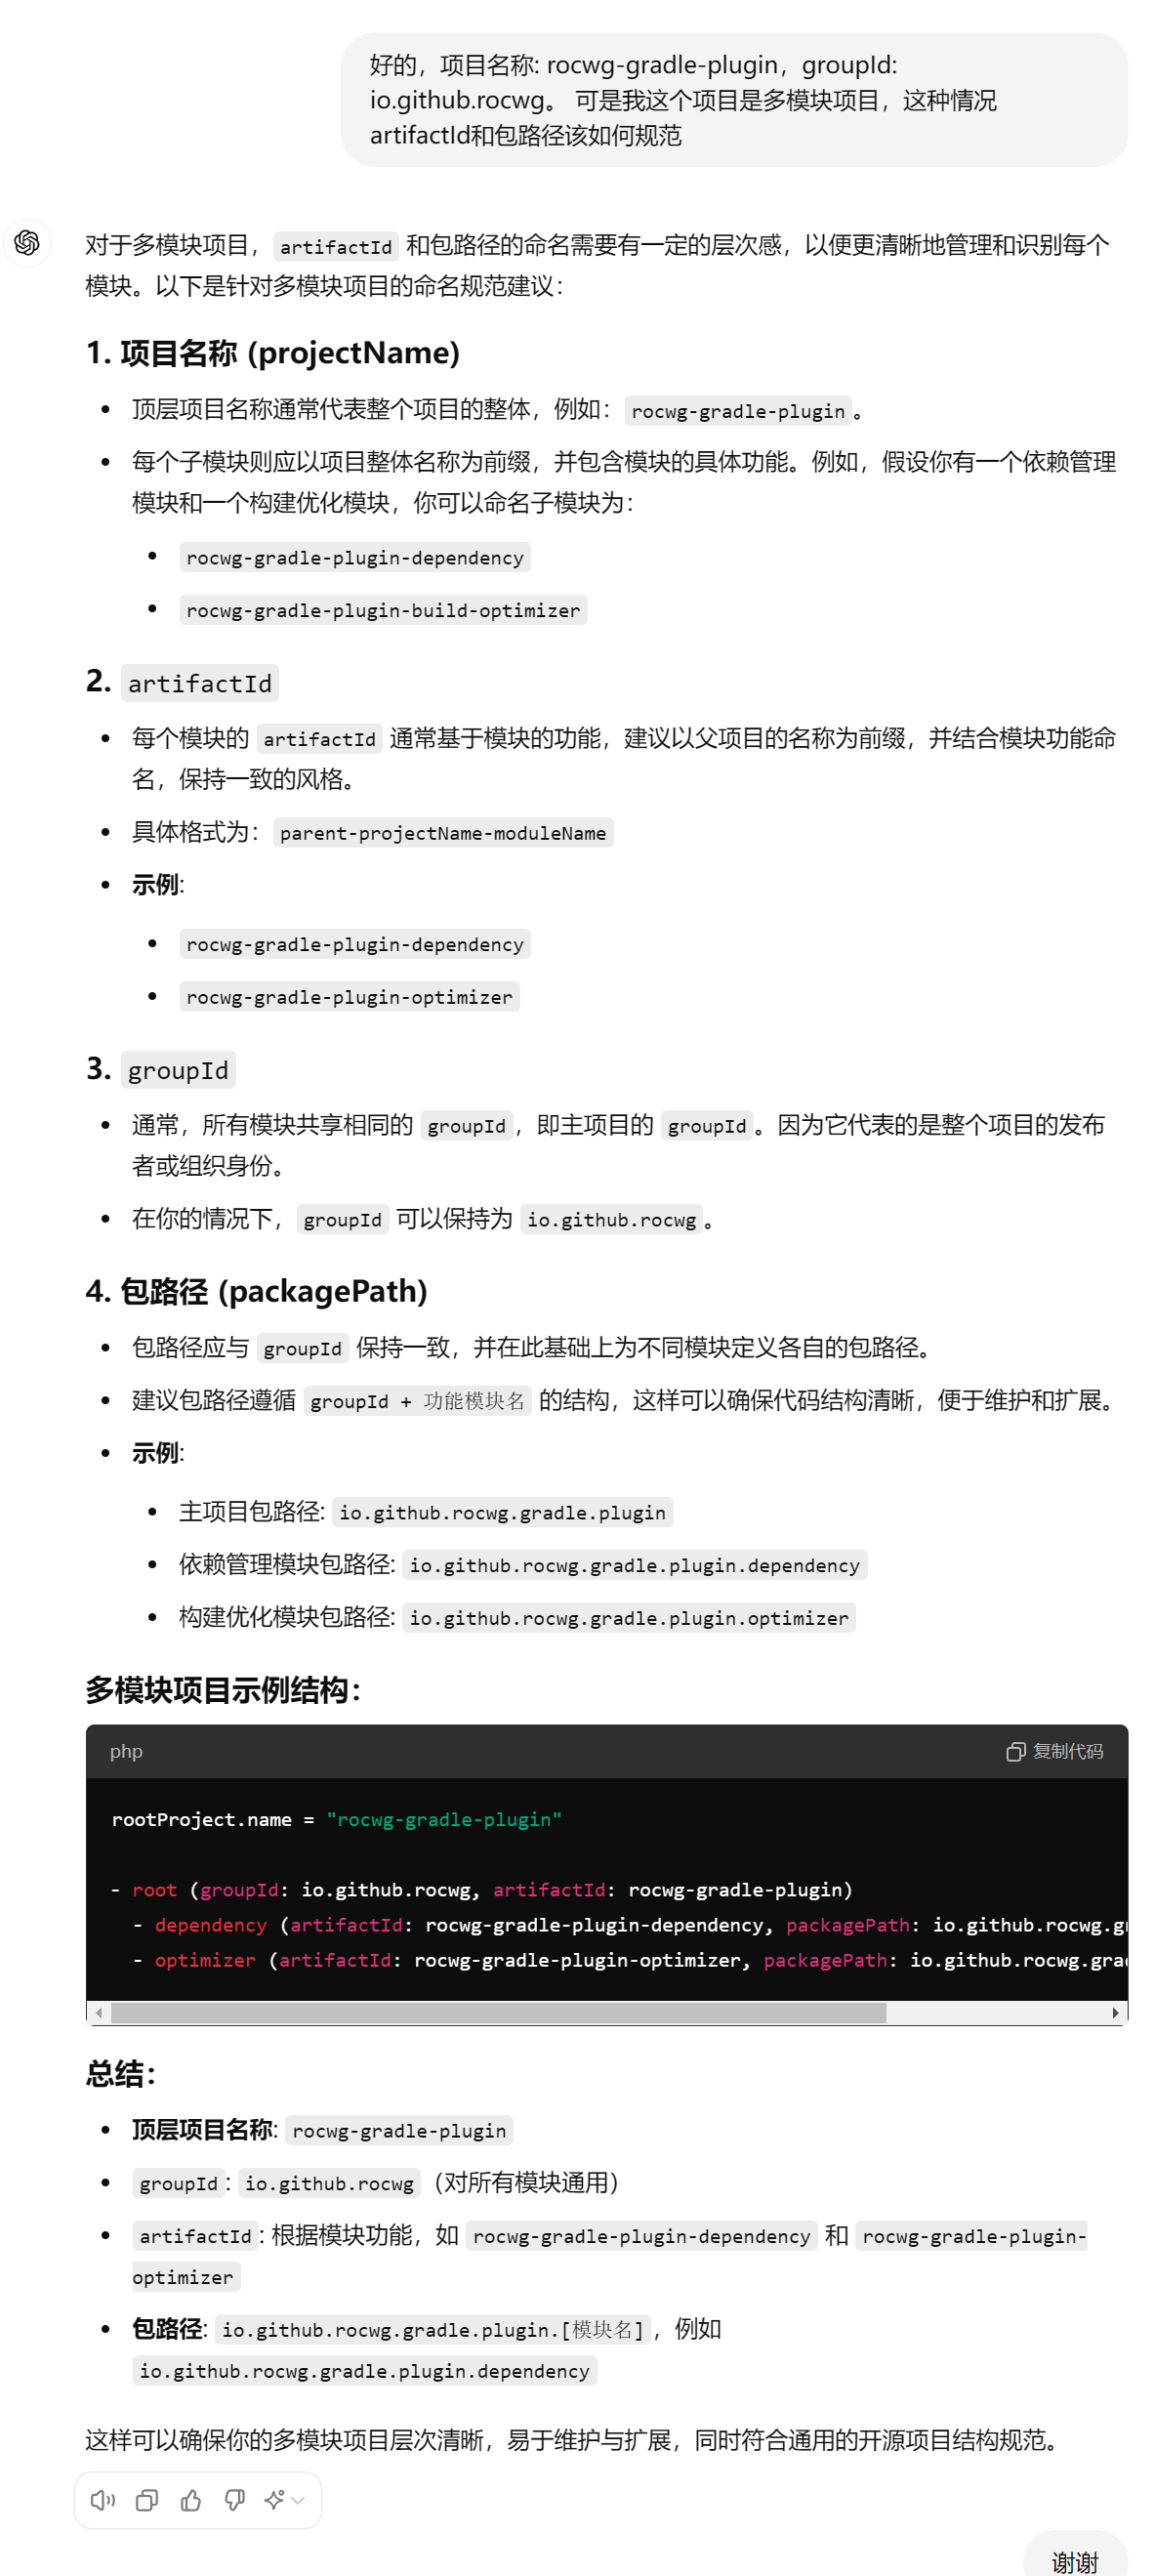 好的，项目名称: rocwg-gradle-plugin，groupId:
io.github.rocwg。 可是我这个项目是多模块项目，这种情况
artifactId和包路径该如何规范
对于多模块项目， artifactId 和包路径的命名需要有一定的层次感，以便更清晰地管理和识别每个
模块。以下是针对多模块项目的命名规范建议：
1. 项目名称 (projectName)
• 顶层项目名称通常代表整个项目的整体，例如： rocwg-gradle-plugin 。
• 每个子模块则应以项目整体名称为前缀，并包含模块的具体功能。例如，假设你有一个依赖管理
模块和一个构建优化模块，你可以命名子模块为：
• rocwg-gradle-plugin-dependency
• rocwg-gradle-plugin-build-optimizer
2. artifactId
• 每个模块的 artifactId 通常基于模块的功能，建议以父项目的名称为前缀，并结合模块功能命
名，保持一致的风格。
• 具体格式为： parent-projectName-moduleName
• 示例:
• rocwg-gradle-plugin-dependency
• rocwg-gradle-plugin-optimizer
3. groupId
• 通常，所有模块共享相同的 groupId ，即主项目的 groupId 。因为它代表的是整个项目的发布
者或组织身份。
• 在你的情况下， groupId 可以保持为 io.github.rocwg 。
4. 包路径 (packagePath)
• 包路径应与 groupId 保持一致，并在此基础上为不同模块定义各自的包路径。
• 建议包路径遵循 groupId + 功能模块名 的结构，这样可以确保代码结构清晰，便于维护和扩展。
• 示例:
• 主项目包路径: io.github.rocwg.gradle.plugin
• 依赖管理模块包路径: io.github.rocwg.gradle.plugin.dependency
• 构建优化模块包路径: io.github.rocwg.gradle.plugin.optimizer
多模块项目示例结构：
php 复制代码
rootProject.name = "rocwg-gradle-plugin"
- root (groupId: io.github.rocwg, artifactId: rocwg-gradle-plugin)
- dependency (artifactId: rocwg-gradle-plugin-dependency, packagePath: io.github.rocwg.gr
- optimizer (artifactId: rocwg-gradle-plugin-optimizer, packagePath: io.github.rocwg.grad
总结：
• 顶层项目名称: rocwg-gradle-plugin
• groupId : io.github.rocwg （对所有模块通用）
• artifactId : 根据模块功能，如 rocwg-gradle-plugin-dependency 和 rocwg-gradle-plugin-
optimizer
• 包路径: io.github.rocwg.gradle.plugin.[模块名] ，例如
io.github.rocwg.gradle.plugin.dependency
这样可以确保你的多模块项目层次清晰，易于维护与扩展，同时符合通用的开源项目结构规范。
谢谢